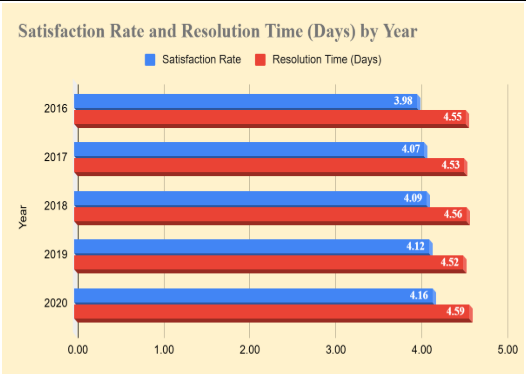 Satisfaction Rate and Resolution Time (Days) by Year
Satisfaction Rate Resolution Time (Days)
2016 3.98
4.55
2017 4.07
4.53
2018 4.09
4.56
Year
2019 4.12
4.52
2020 4.16
4.59
0.00 1.00 2.00 3.00 4.00 5.00